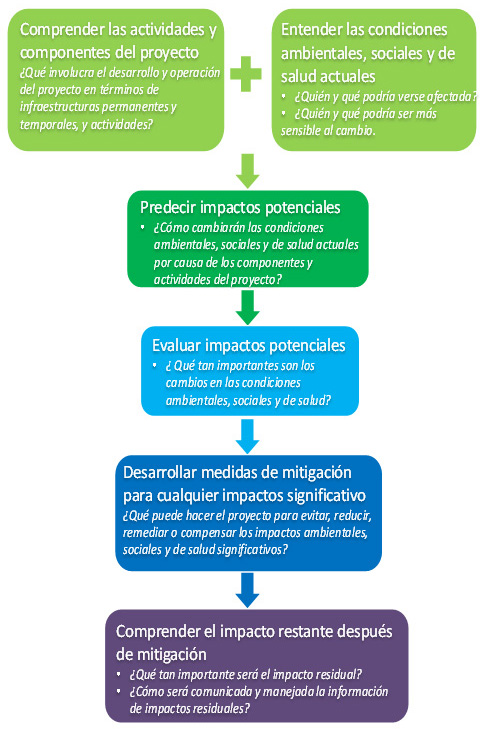 Comprender las actividades y
componentes del proyecto
¿Qué involucra el desarrollo y operación
del proyecto en términos de
infraestructuras permanentes y
temporales, y actividades?
Entender las condiciones
ambientales, sociales y de
salud actuales
• ¿Quién y qué podría verse afectada?
• ¿Quién y qué podría ser más
sensible al cambio.
Predecir impactos potenciales
• ¿Cómo cambiarán las condiciones
ambientales, sociales y de salud actuales
por causa de los componentes y
actividades del proyecto?
Evaluar impactos potenciales
• ¿ Qué tan importantes son los
cambios en las condiciones
ambientales, sociales y de salud?
Desarrollar medidas de mitigación
para cualquier impactos significativo
¿Qué puede hacer el proyecto para evitar, reducir,
remediar o compensar los impactos ambientales,
sociales y de salud significativos?
Comprender el impacto restante después
de mitigación
• ¿Qué tan importante será el impacto residual?
• ¿Cómo será comunicada y manejada la información
de impactos residuales?